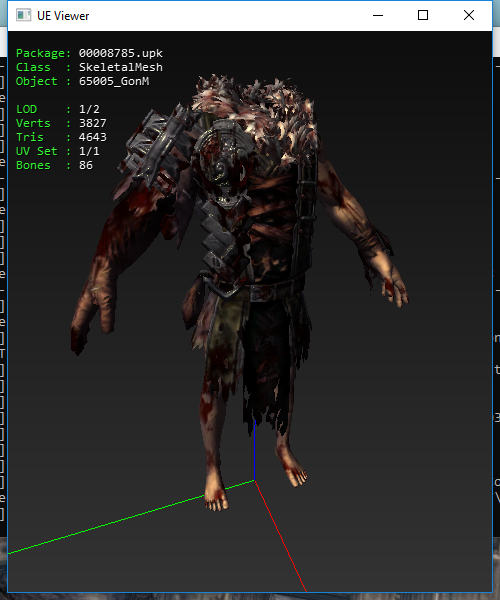 UE Viewer
Package: 00008785.upk
Class : SkeletalMesh
Object : 65005_GonM
LOD : 1/2
Verts : 3827
Tris : 4643
UV Set : 1/1
Bones : 86